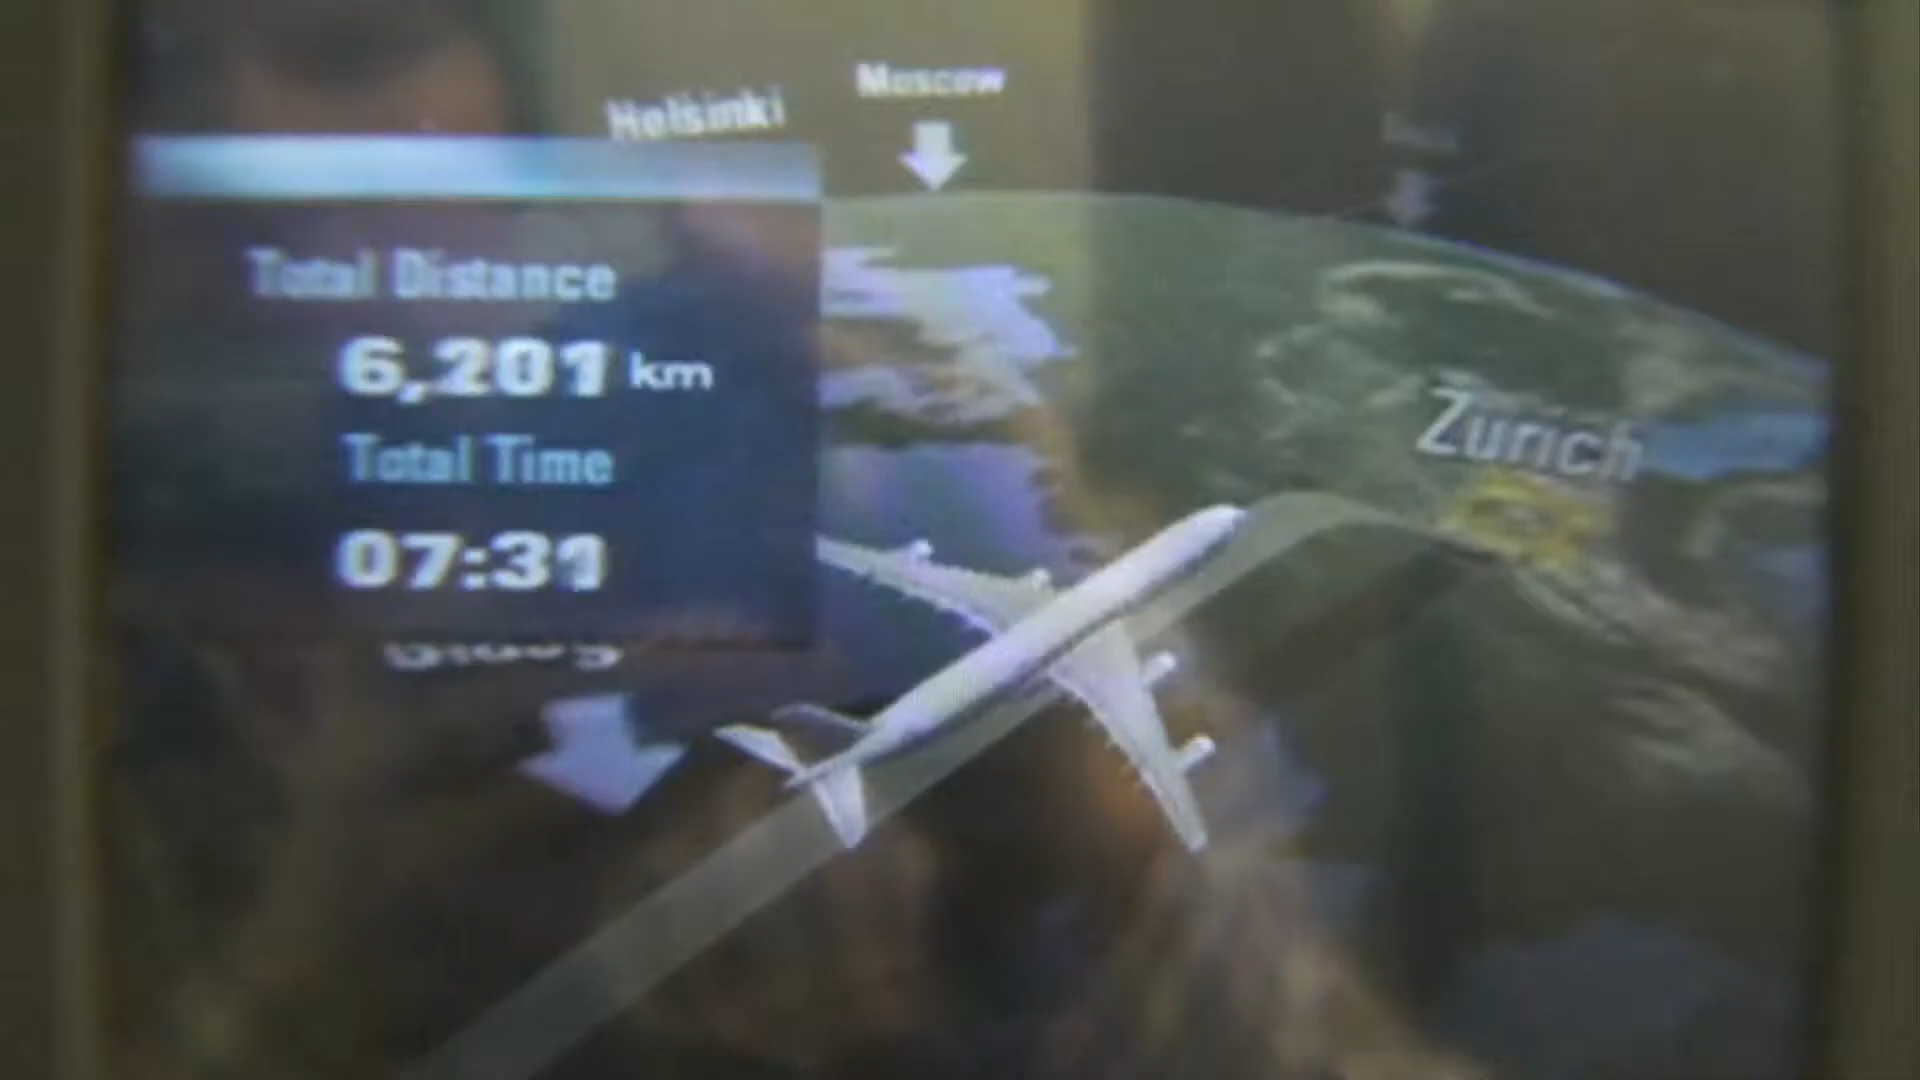 Moscow
Helsinki
Total Distance
6,201 km
Total Time
07:31
Zurich